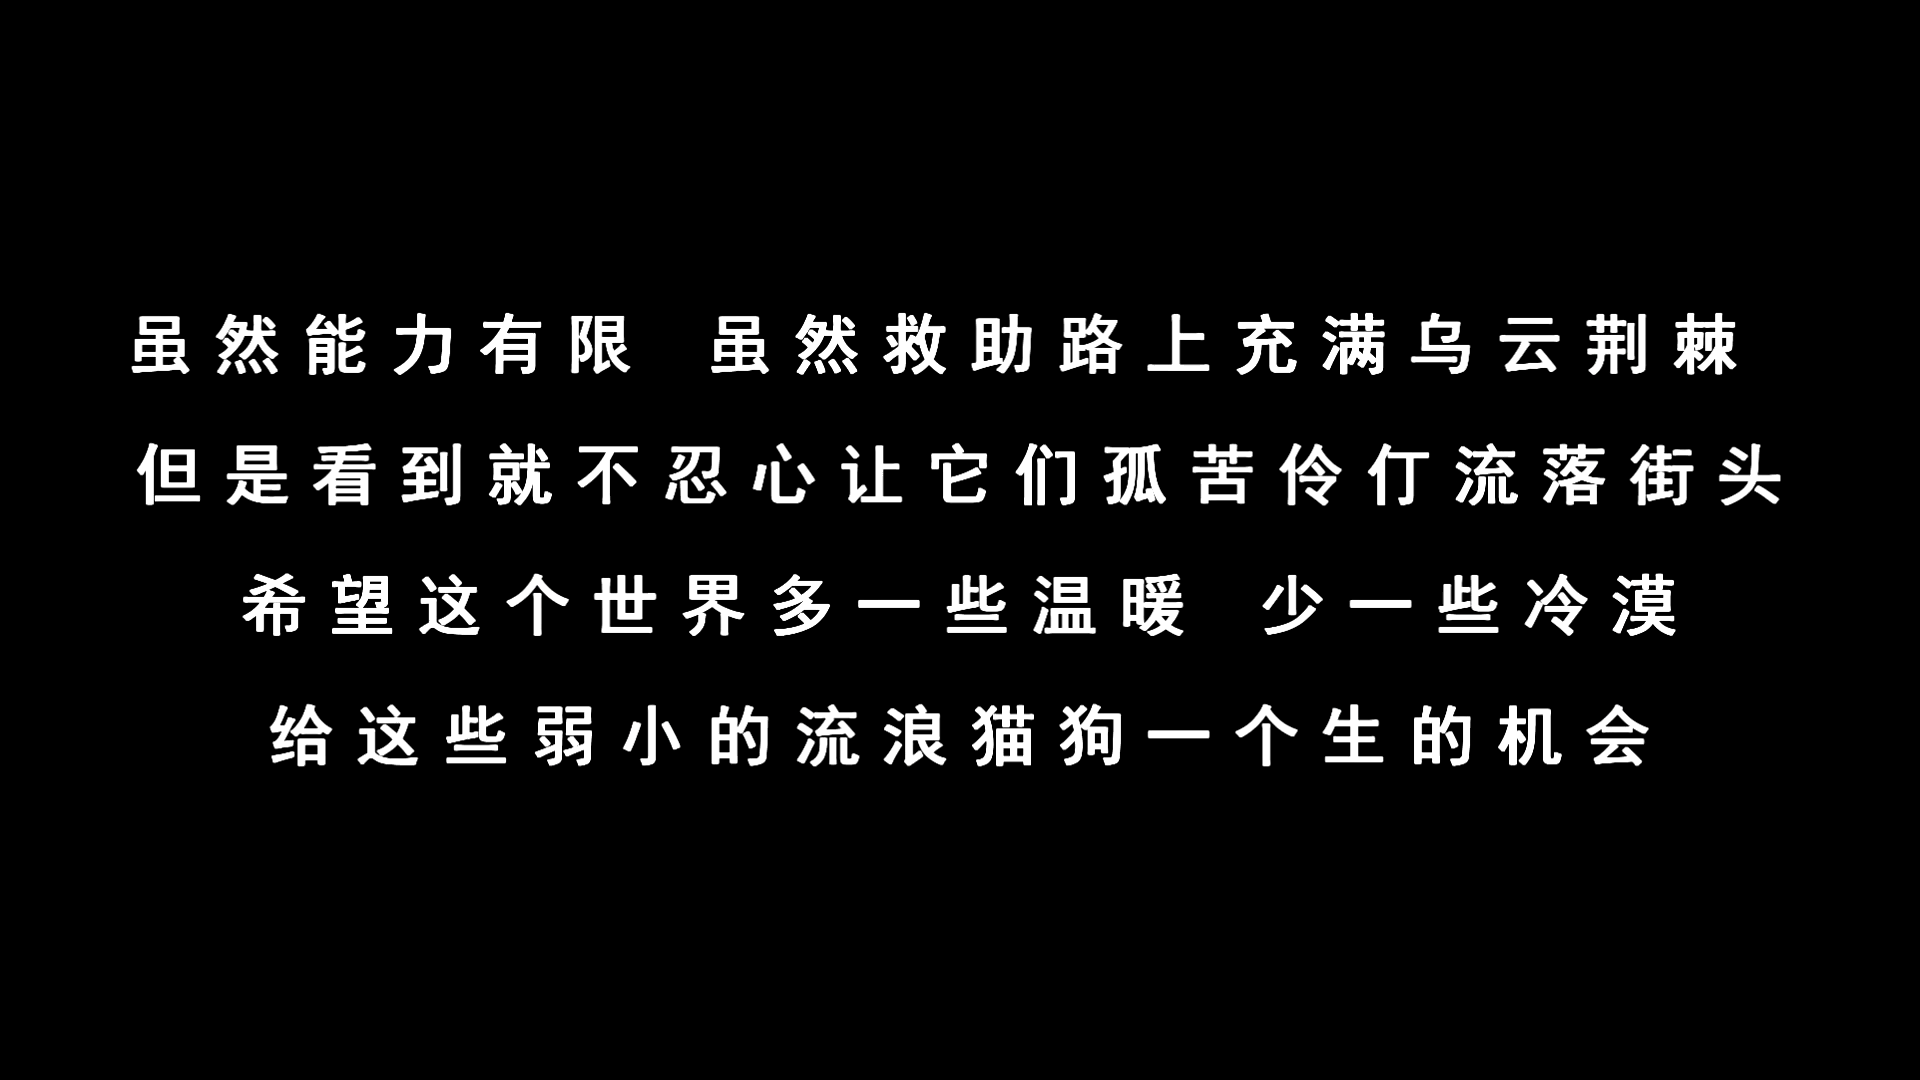 虽然能力有限 虽然救助路上充满乌云荆棘
但是看到就不忍心让它们孤苦伶仃流落街头
希望这个世界多一些温暖 少一些冷漠
给这些弱小的流浪猫狗一个生的机会